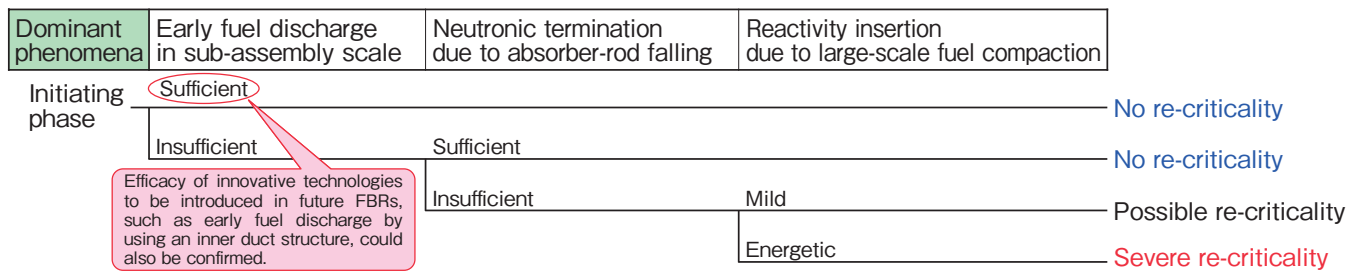 Dominant phenomena
Early fuel discharge in sub-assembly scale
Neutronic termination due to absorber-rod falling
Reactivity insertion due to large-scale fuel compaction
Initiating phase
Sufficient
No re-criticality
Insufficient
Sufficient
No re-criticality
Efficacy of innovative technologies
to be introduced in future FBRs,
such as early fuel discharge by
using an inner duct structure, could
also be confirmed.
Insufficient
Mild
Possible re-criticality
Energetic
Severe re-criticality